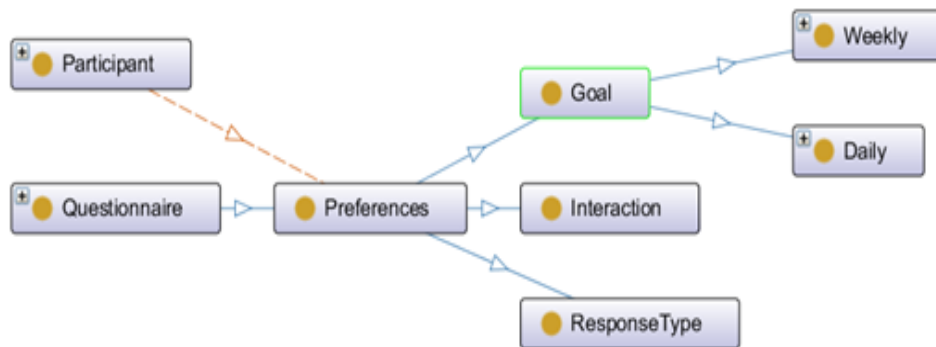 Participant
Questionnaire
Preferences
Goal
Interaction
ResponseType
Weekly
Daily